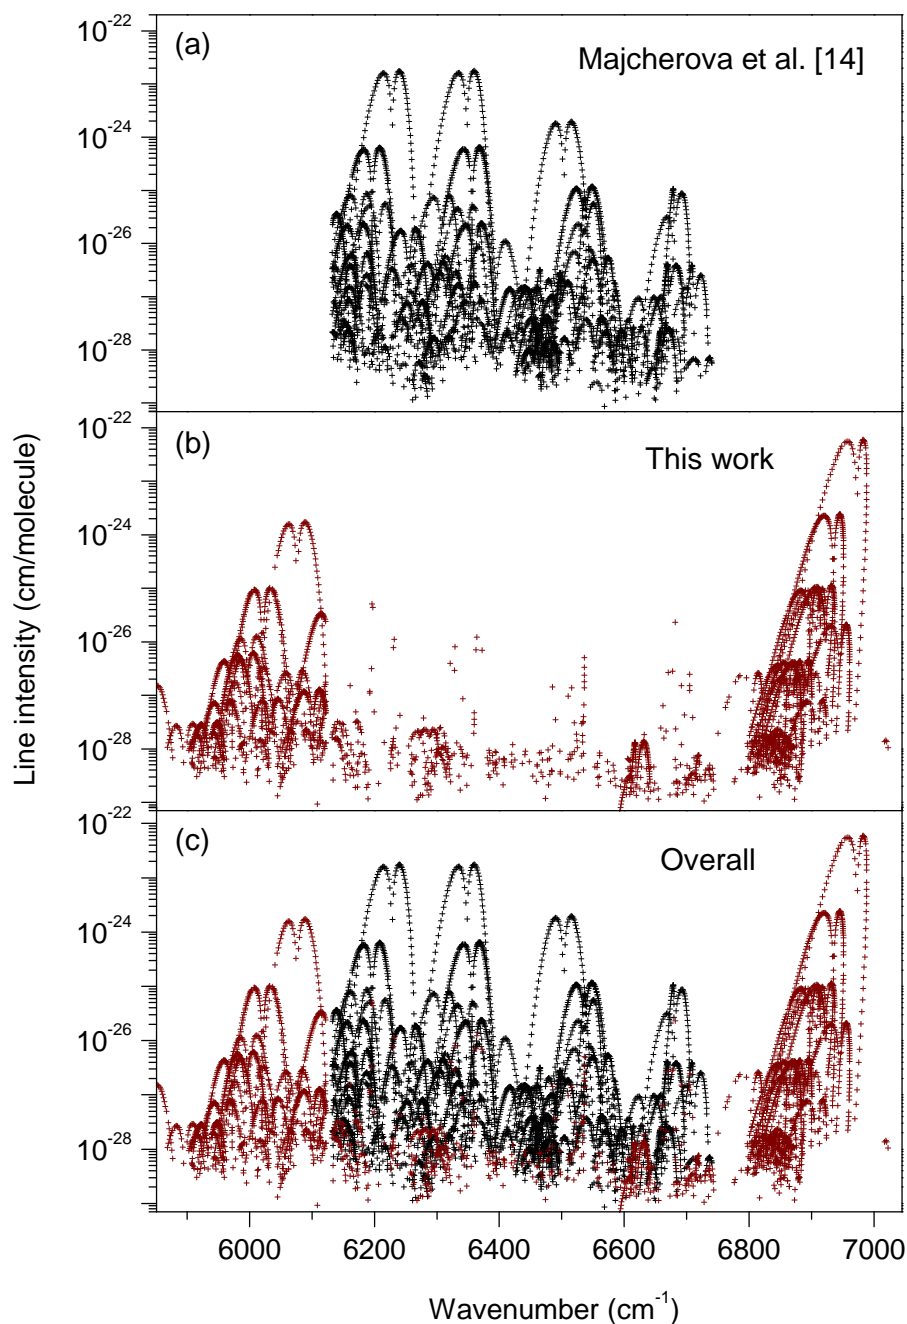 10⁻²²
(a)
Majcherova et al. [14]
10⁻²⁴
10⁻²⁶
10⁻²⁸
10⁻²²
(b)
This work
10⁻²⁴
10⁻²⁶
10⁻²⁸
Line intensity (cm/molecule)
10⁻²²
(c)
Overall
10⁻²⁴
10⁻²⁶
10⁻²⁸
6000 6200 6400 6600 6800 7000
Wavenumber (cm⁻¹)